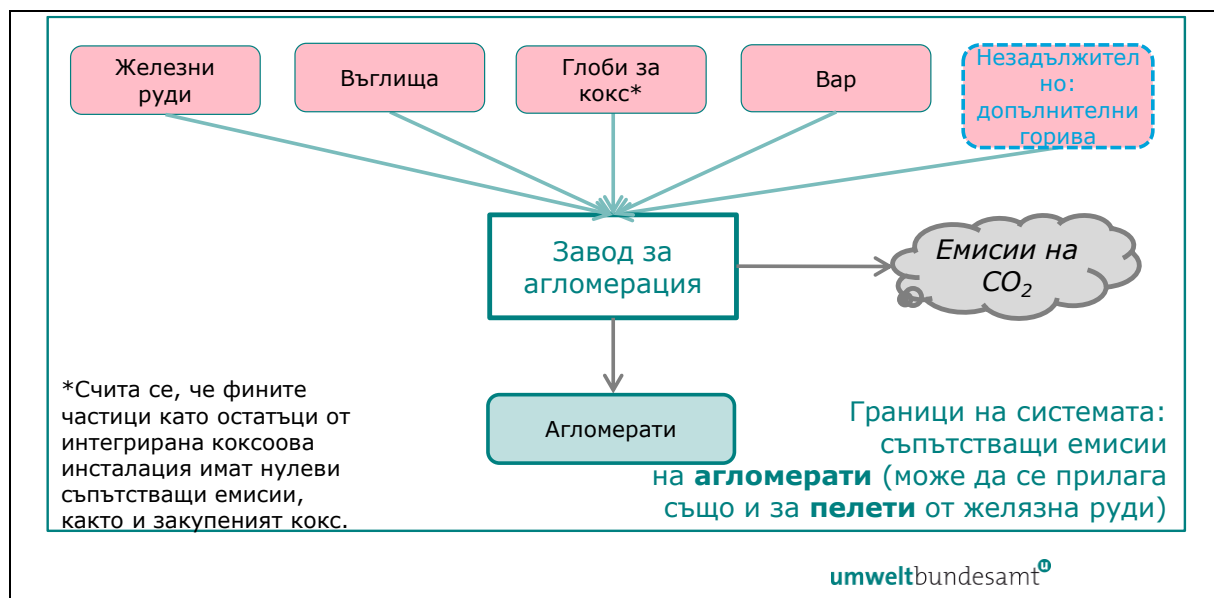 Железни
руди
Въглища
Глоби за
кокс*
Вар
Незадължител
но:
допълнителни
горива
Завод за
агломерация
Емисии на
CO2
*Счита се, че фините
частици като остатъци от
интегрирана коксоова
инсталация имат нулеви
съпътстващи емисии,
както и закупеният кокс.
Агломерати
Граници на системата:
съпътстващи емисии
на агломерати (може да се прилага
също и за пелети от желязна руди)
umweltbundesamt